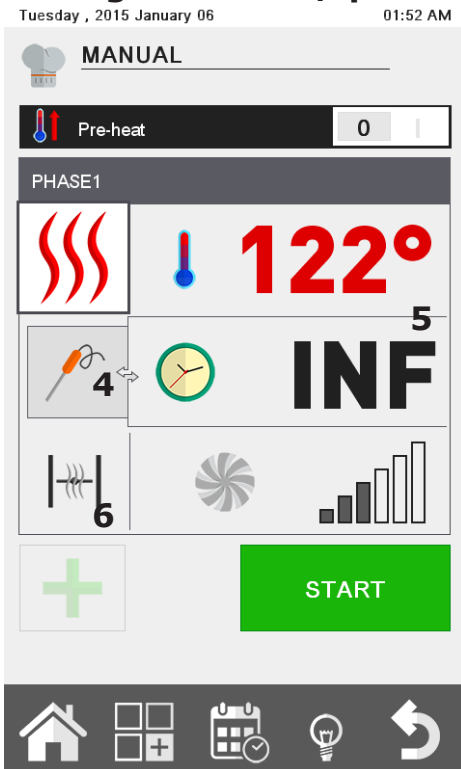 Tuesday , 2015 January 06 01:52 AM
MANUAL
Pre-heat 0
PHASE1
122°
5
4 INF
6
START